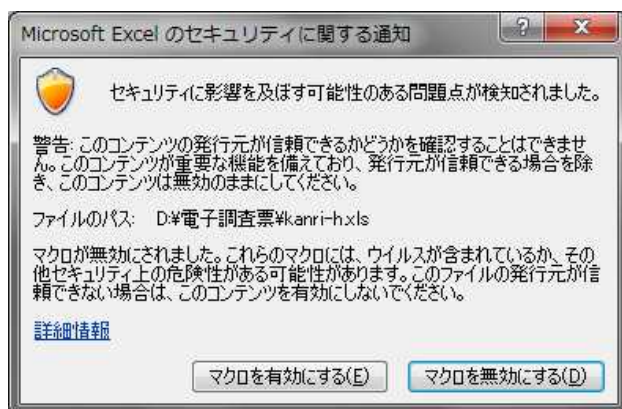 Microsoft Excel のセキュリティに関する通知
セキュリティに影響を及ぼす可能性のある問題点が検知されました。
警告: このコンテンツの発行元が信頼できるかどうかを確認することはできませ
ん。このコンテンツが重要な機能を備えており、発行元が信頼できる場合を除
き、このコンテンツは無効のままにしてください。
ファイルのパス: D:¥電子調査票¥kanri-h.xls
マクロが無効にされました。これらのマクロには、ウイルスが含まれているか、その
他セキュリティ上の危険性がある可能性があります。このファイルの発行元が信
頼できない場合は、このコンテンツを有効にしないでください。
詳細情報
マクロを有効にする(E) マクロを無効にする(D)